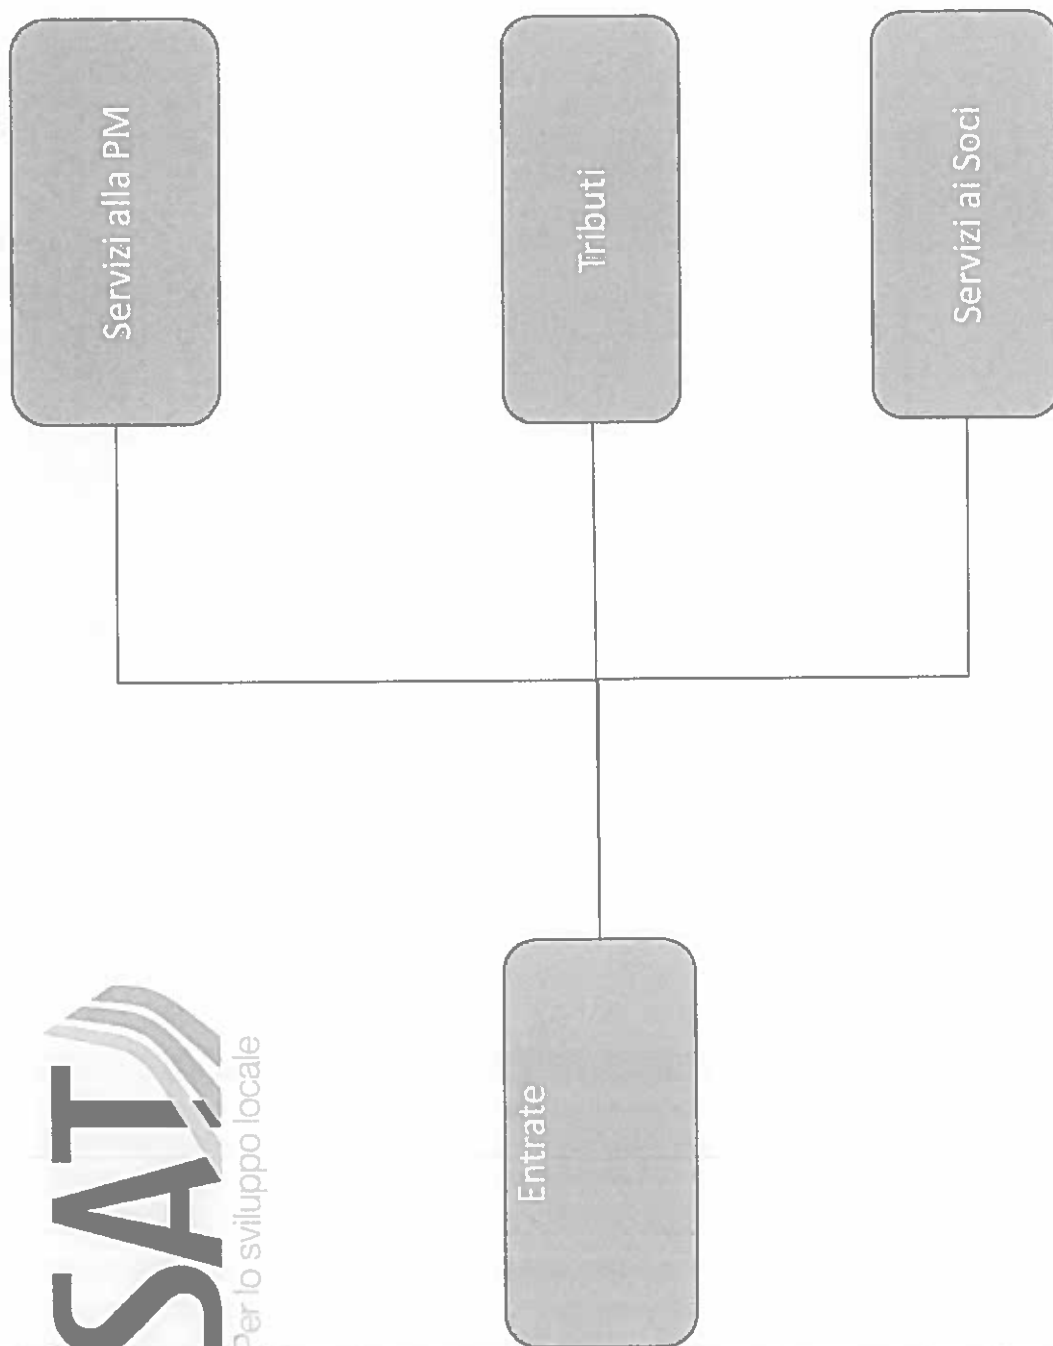 SAT
Per lo sviluppo locale
Entrate
Servizi alla PM
Tributi
Servizi ai Soci